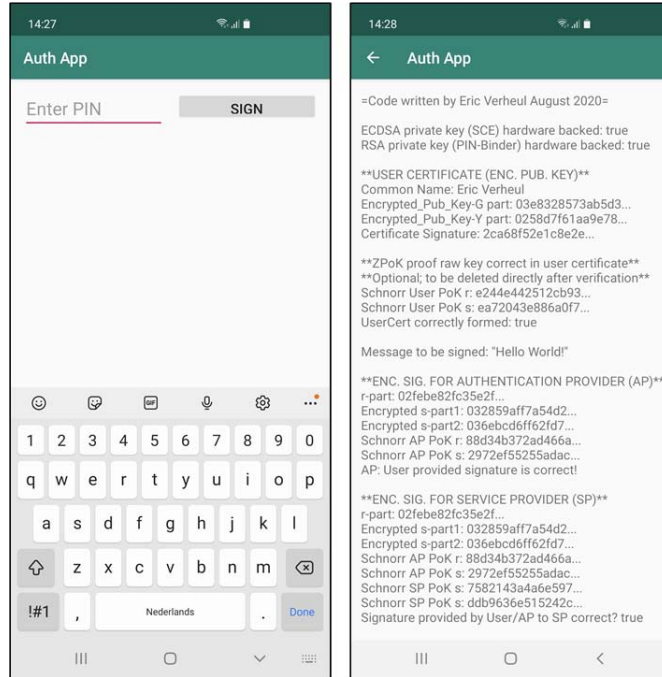 14:27
Auth App
Enter PIN
SIGN
GIF
1 2 3 4 5 6 7 8 9 0
q w e r t y u i o p
a s d f g h j k l
z x c v b n m
!#1 , Nederlands . Done
14:28
Auth App
=Code written by Eric Verheul August 2020=
ECDSA private key (SCE) hardware backed: true
RSA private key (PIN-Binder) hardware backed: true
**USER CERTIFICATE (ENC. PUB. KEY)**
Common Name: Eric Verheul
Encrypted_Pub_Key-G part: 03e8328573ab5d3...
Encrypted_Pub_Key-Y part: 0258d7f61aa9e78...
Certificate Signature: 2ca68f52e1c8e2e...
**ZPoK proof raw key correct in user certificate**
**Optional; to be deleted directly after verification**
Schnorr User PoK r: e244e442512cb93...
Schnorr User PoK s: ea72043e886a0f7...
UserCert correctly formed: true
Message to be signed: "Hello World!"
**ENC. SIG. FOR AUTHENTICATION PROVIDER (AP)**
r-part: 02febe82fc35e2f...
Encrypted s-part1: 032859aff7a54d2...
Encrypted s-part2: 036ebcd6ff62fd7...
Schnorr AP PoK r: 88d34b372ad466a...
Schnorr AP PoK s: 2972ef55255adac...
AP: User provided signature is correct!
**ENC. SIG. FOR SERVICE PROVIDER (SP)**
r-part: 02febe82fc35e2f...
Encrypted s-part1: 032859aff7a54d2...
Encrypted s-part2: 036ebcd6ff62fd7...
Schnorr AP PoK r: 88d34b372ad466a...
Schnorr AP PoK s: 2972ef55255adac...
Schnorr SP PoK s: 7582143a4a6e597...
Schnorr SP PoK s: ddb9636e515242c...
Signature provided by User/AP to SP correct? true